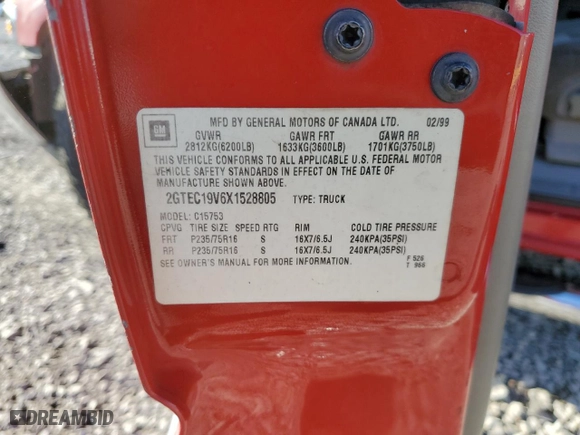 MFD BY GENERAL MOTORS OF CANADA LTD. 02/99
GM
GVWR GAWR FRT GAWR RR
2812KG(6200LB) 1633KG(3600LB) 1701KG(3750LB)
THIS VEHICLE CONFORMS TO ALL APPLICABLE U.S. FEDERAL MOTOR
VEHICLE SAFETY STANDARDS IN EFFECT ON THE DATE OF
MANUFACTURE SHOWN ABOVE.
2GTEC19V6X1528805 TYPE: TRUCK
MODEL: C15753
CPVG TIRE SIZE SPEED RTG RIM COLD TIRE PRESSURE
FRT P235/75R16 S 16X7/6.5J 240KPA(35PSI)
RR P235/75R16 S 16X7/6.5J 240KPA(35PSI)
SEE OWNER'S MANUAL FOR MORE INFORMATION. F 526
T 986
DREAMBID